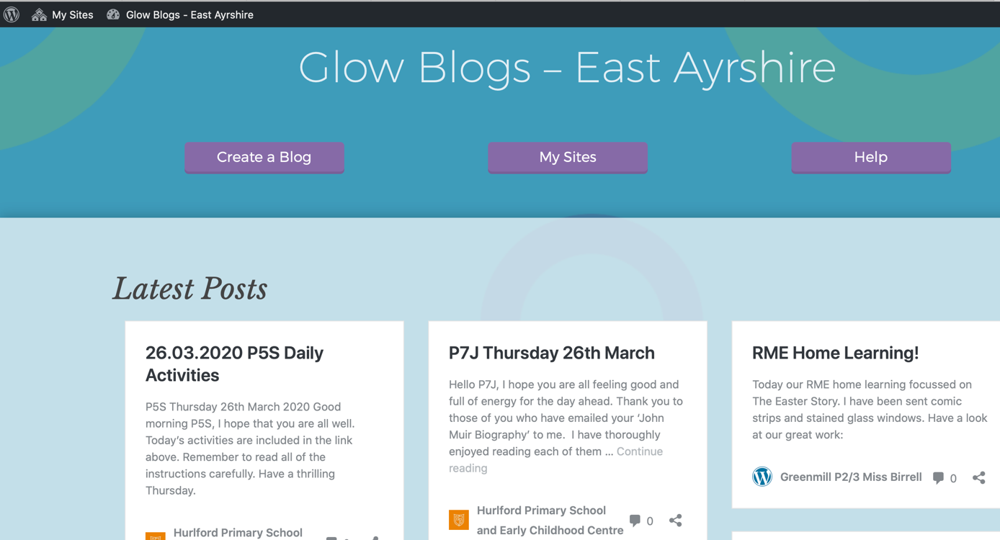 My Sites
Glow Blogs - East Ayrshire
Glow Blogs – East Ayrshire
Create a Blog
My Sites
Help
Latest Posts
26.03.2020 P5S Daily
Activities
P5S Thursday 26th March 2020 Good
morning P5S, I hope that you are all well.
Today’s activities are included in the link
above. Remember to read all of the
instructions carefully. Have a thrilling
Thursday.
Hurlford Primary School
P7J Thursday 26th March
Hello P7J, I hope you are all feeling good and
full of energy for the day ahead. Thank you to
those of you who have emailed your ‘John
Muir Biography’ to me.  I have thoroughly
enjoyed reading each of them ... Continue
reading
Hurlford Primary School
and Early Childhood Centre
0
RME Home Learning!
Today our RME home learning focussed on
The Easter Story. I have been sent comic
strips and stained glass windows. Have a look
at our great work:
Greenmill P2/3 Miss Birrell
0